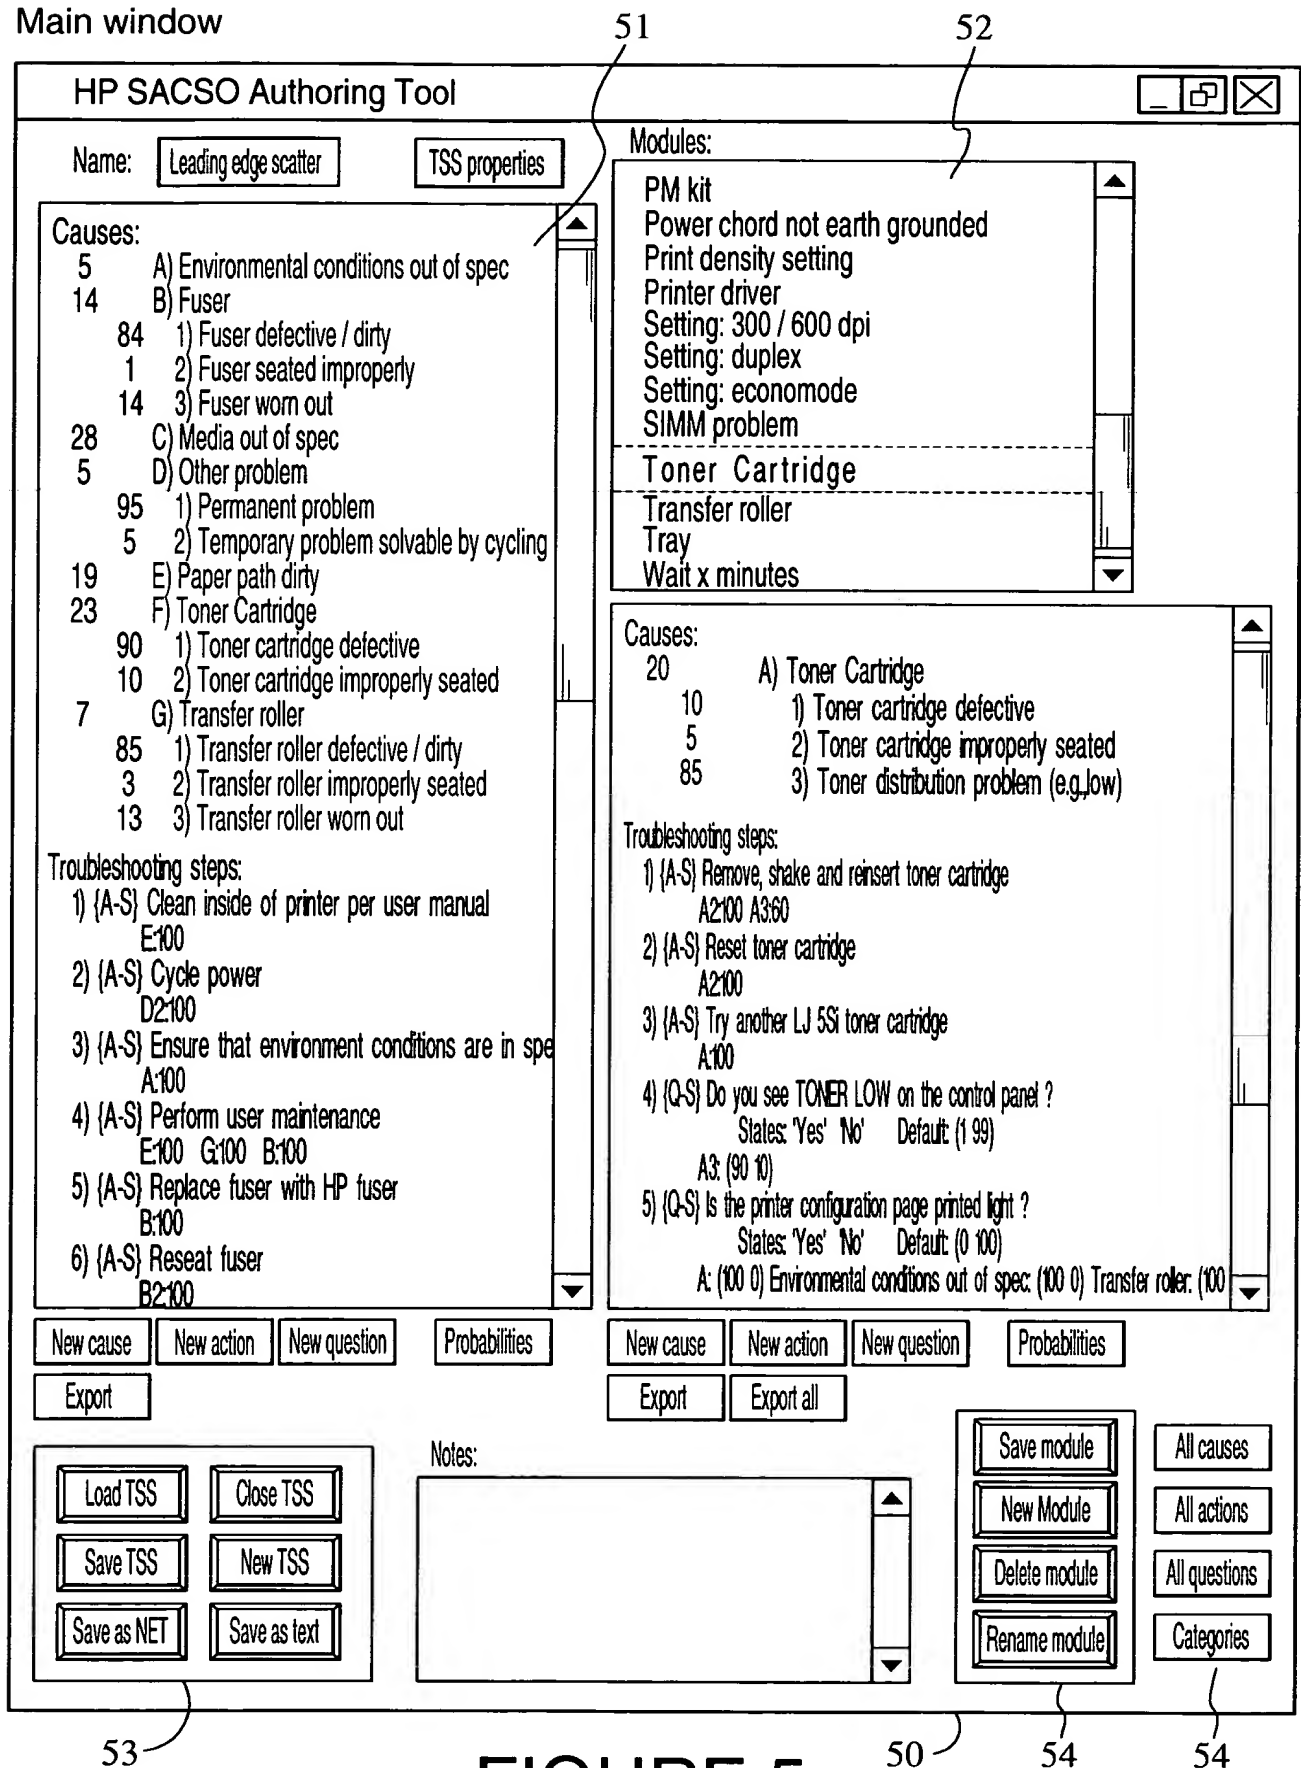 Main window
51
52
HP SACSO Authoring Tool
Name: Leading edge scatter TSS properties
Causes:
5 A) Environmental conditions out of spec
14 B) Fuser
84 1) Fuser defective / dirty
1 2) Fuser seated improperly
14 3) Fuser worn out
28 C) Media out of spec
5 D) Other problem
95 1) Permanent problem
5 2) Temporary problem solvable by cycling
19 E) Paper path dirty
23 F) Toner Cartridge
90 1) Toner cartridge defective
10 2) Toner cartridge improperly seated
7 G) Transfer roller
85 1) Transfer roller defective / dirty
3 2) Transfer roller improperly seated
13 3) Transfer roller worn out
Troubleshooting steps:
1) {A-S} Clean inside of printer per user manual
E:100
2) {A-S} Cycle power
D2:100
3) {A-S} Ensure that environment conditions are in spe
A:100
4) {A-S} Perform user maintenance
E:100 G:100 B:100
5) {A-S} Replace fuser with HP fuser
B:100
6) {A-S} Reseat fuser
B2:100
New cause New action New question Probabilities
Export
Modules:
PM kit
Power chord not earth grounded
Print density setting
Printer driver
Setting: 300 / 600 dpi
Setting: duplex
Setting: economode
SIMM problem
Toner Cartridge
Transfer roller
Tray
Wait x minutes
Causes:
20 A) Toner Cartridge
10 1) Toner cartridge defective
5 2) Toner cartridge improperly seated
85 3) Toner distribution problem (e.g.,low)
Troubleshooting steps:
1) {A-S} Remove, shake and reinsert toner cartridge
A2:100 A3:60
2) {A-S} Reset toner cartridge
A2:100
3) {A-S} Try another LJ 5Si toner cartridge
A:100
4) {Q-S} Do you see TONER LOW on the control panel ?
States: 'Yes' 'No' Default: (1 99)
A3: (90 10)
5) {Q-S} Is the printer configuration page printed light ?
States: 'Yes' 'No' Default: (0 100)
A: (100 0) Environmental conditions out of spec: (100 0) Transfer roller: (100
New cause New action New question Probabilities
Export Export all
Load TSS Close TSS
Save TSS New TSS
Save as NET Save as text
Notes:
Save module
New Module
Delete module
Rename module
All causes
All actions
All questions
Categories
53
50
54
54
FIGURE 5